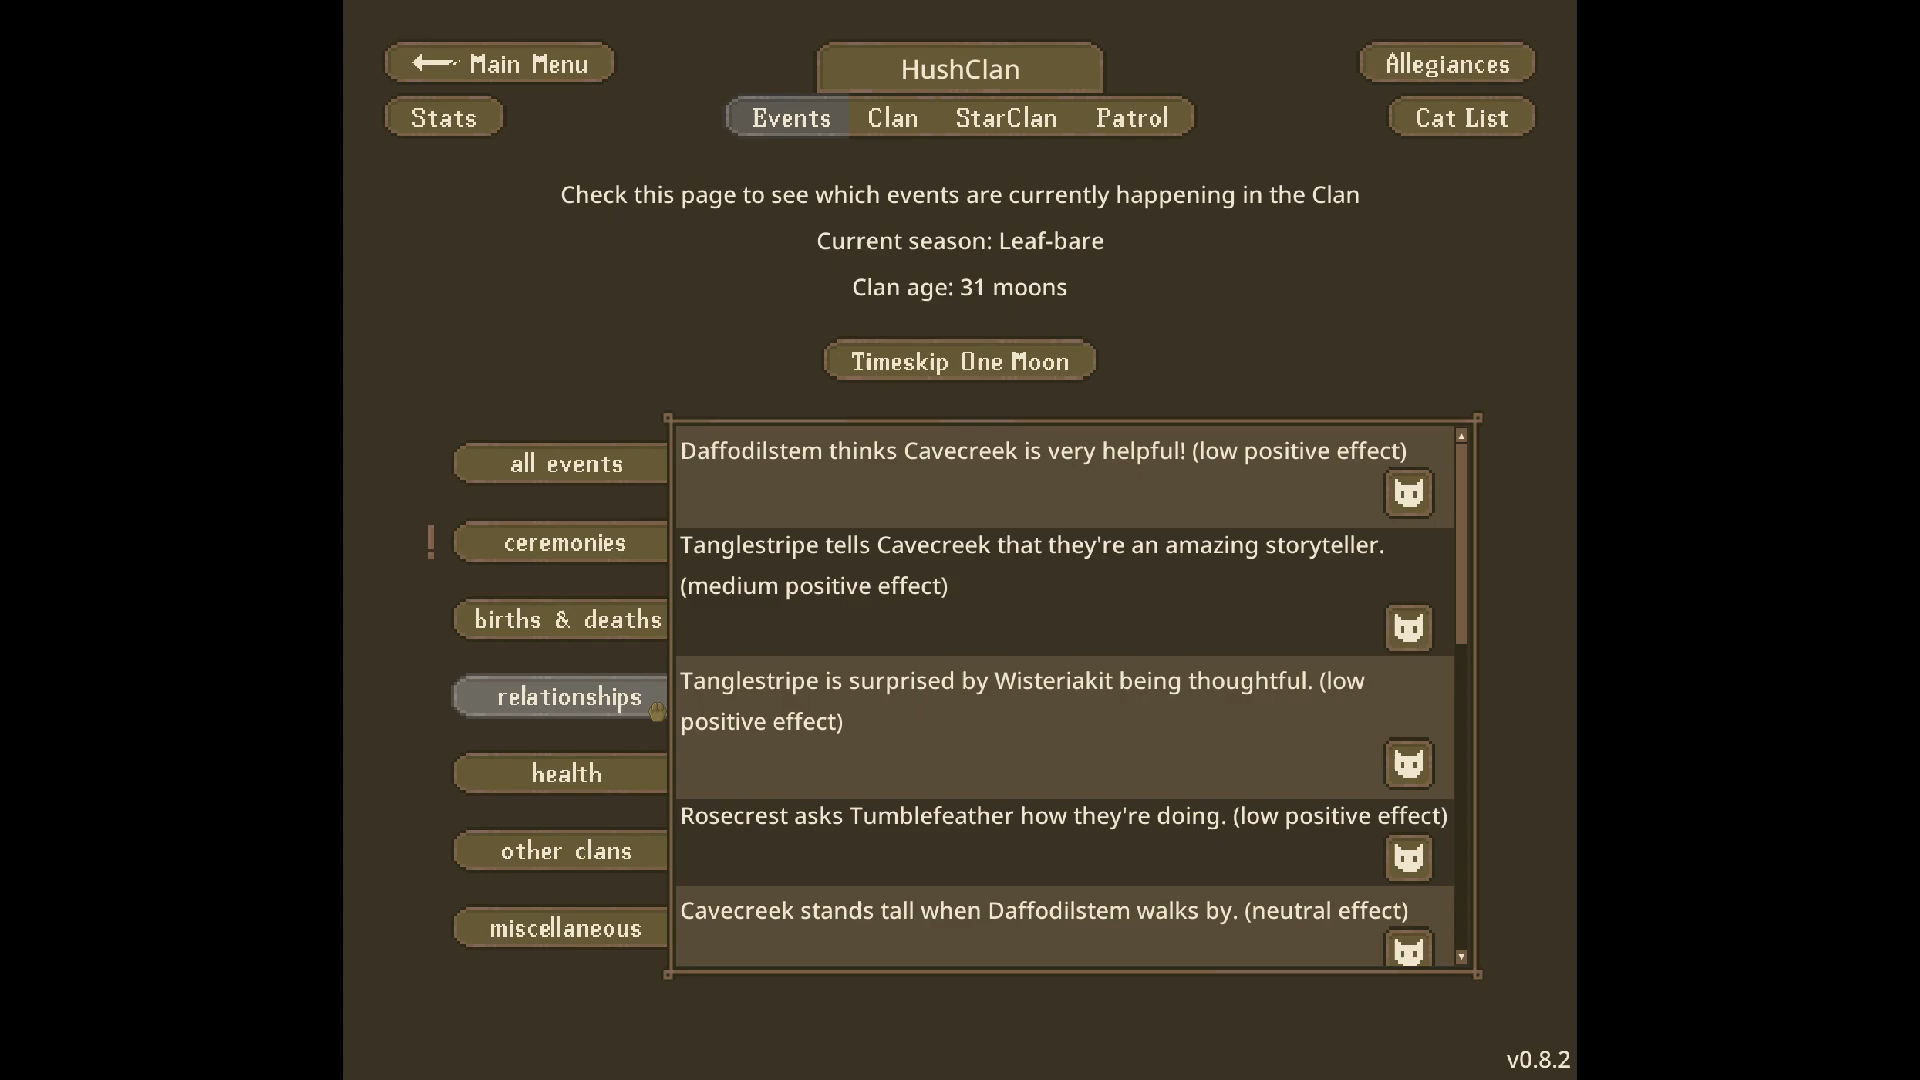 Main Menu
HushClan
Allegiances
Stats
Events
Clan
StarClan
Patrol
Cat List
Check this page to see which events are currently happening in the Clan
Current season: Leaf-bare
Clan age: 31 moons
Timeskip One Moon
all events
! ceremonies
births & deaths
relationships
health
other clans
miscellaneous
Daffodilstem thinks Cavecreek is very helpful! (low positive effect)
Tanglestripe tells Cavecreek that they're an amazing storyteller.
(medium positive effect)
Tanglestripe is surprised by Wisteriakit being thoughtful. (low
positive effect)
Rosecrest asks Tumblefeather how they're doing. (low positive effect)
Cavecreek stands tall when Daffodilstem walks by. (neutral effect)
v0.8.2